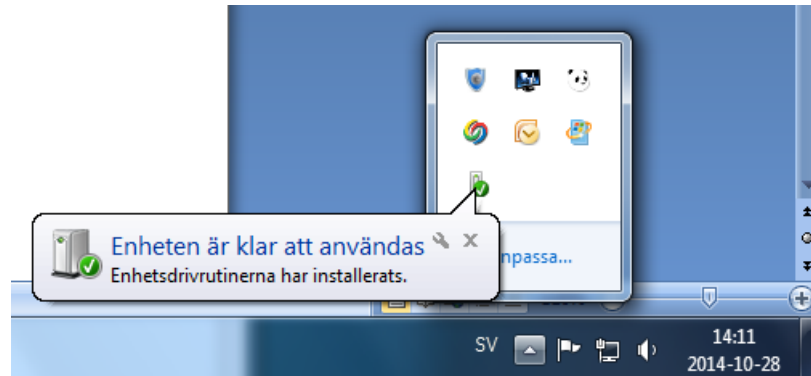 Enheten är klar att användas
Enhetsdrivrutinerna har installerats.
npassa...
SV
14:11
2014-10-28